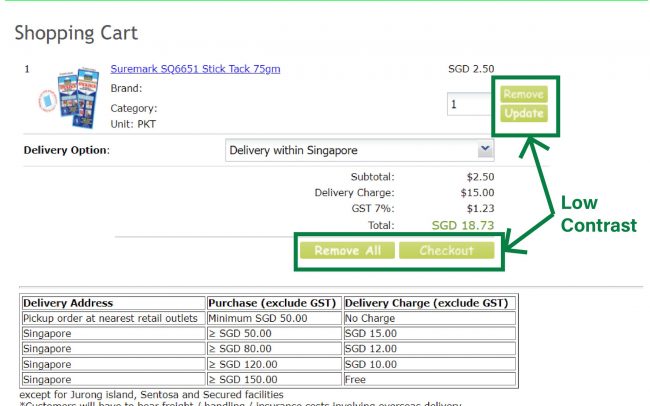 Shopping Cart
1 Suremark SQ6651 Stick Tack 75gm SGD 2.50
Brand:
Category:
Unit: PKT
1
Remove
Update
Delivery Option: Delivery within Singapore
Subtotal: $2.50
Delivery Charge: $15.00
GST 7%: $1.23
Total: SGD 18.73
Remove All Checkout
Low
Contrast
Delivery Address Purchase (exclude GST) Delivery Charge (exclude GST)
Pickup order at nearest retail outlets Minimum SGD 50.00 No Charge
Singapore ≥ SGD 50.00 SGD 15.00
Singapore ≥ SGD 80.00 SGD 12.00
Singapore ≥ SGD 120.00 SGD 10.00
Singapore ≥ SGD 150.00 Free
except for Jurong island, Sentosa and Secured facilities
*Customers will have to bear freight / handling / insurance costs involving overseas delivery